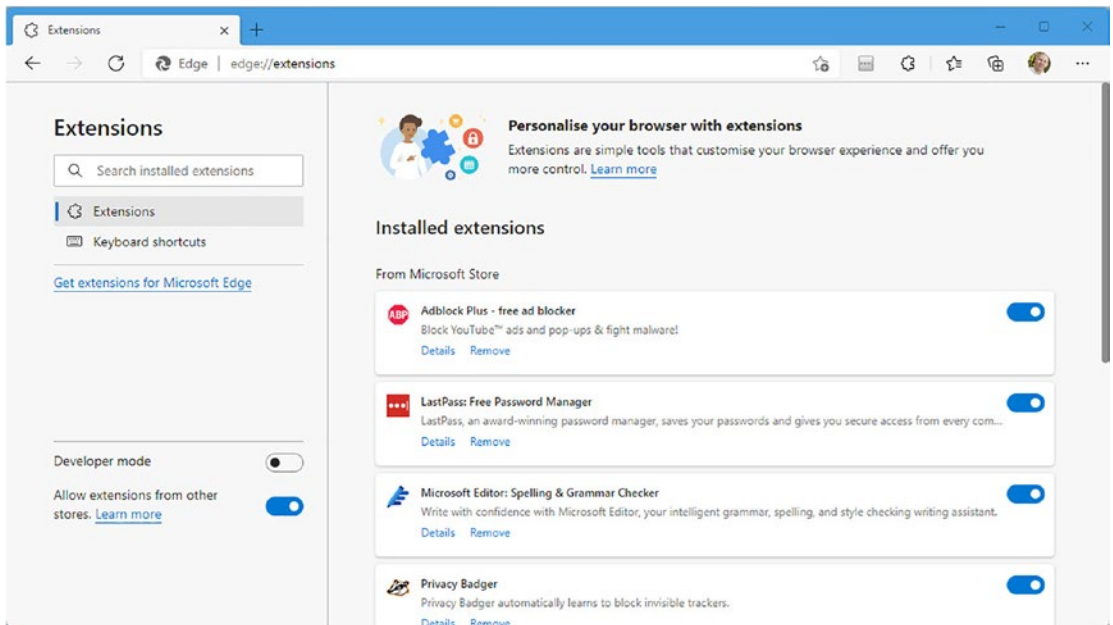 Extensions
Edge | edge://extensions
Extensions
Search installed extensions
Extensions
Keyboard shortcuts
Get extensions for Microsoft Edge
Developer mode
Allow extensions from other
stores. Learn more
Personalise your browser with extensions
Extensions are simple tools that customise your browser experience and offer you
more control. Learn more
Installed extensions
From Microsoft Store
ABP
Adblock Plus - free ad blocker
Block YouTube™ ads and pop-ups & fight malware!
Details Remove
LastPass: Free Password Manager
LastPass, an award-winning password manager, saves your passwords and gives you secure access from every com...
Details Remove
Microsoft Editor: Spelling & Grammar Checker
Write with confidence with Microsoft Editor, your intelligent grammar, spelling, and style checking writing assistant.
Details Remove
Privacy Badger
Privacy Badger automatically learns to block invisible trackers.
Details Remove